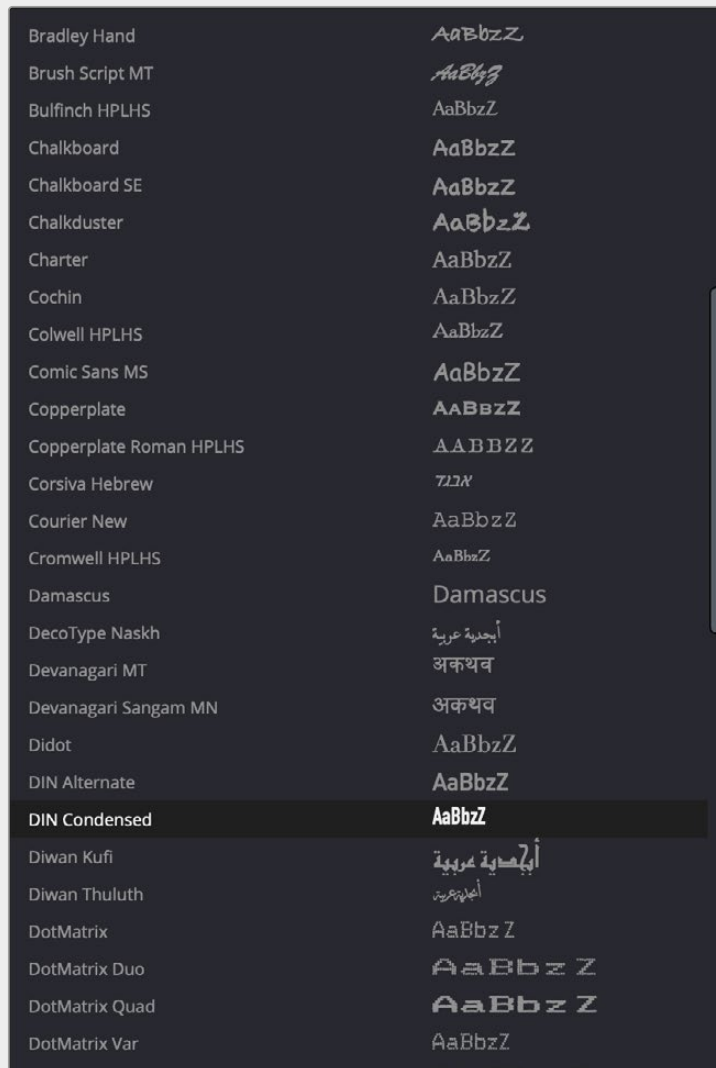 Bradley Hand AaBbzZ
Brush Script MT AaBbzZ
Bulfinch HPLHS AaBbzZ
Chalkboard AaBbzZ
Chalkboard SE AaBbzZ
Chalkduster AaBbzZ
Charter AaBbzZ
Cochin AaBbzZ
Colwell HPLHS AaBbzZ
Comic Sans MS AaBbzZ
Copperplate AaBbzZ
Copperplate Roman HPLHS AABBZZ
Corsiva Hebrew אבגד
Courier New AaBbzZ
Cromwell HPLHS AaBbzZ
Damascus Damascus
DecoType Naskh أبجدية عربية
Devanagari MT अकथव
Devanagari Sangam MN अकथव
Didot AaBbzZ
DIN Alternate AaBbzZ
DIN Condensed AaBbzZ
Diwan Kufi أبجدية عربية
Diwan Thuluth أبجدية عربية
DotMatrix AaBbzZ
DotMatrix Duo AaBbzZ
DotMatrix Quad AaBbzZ
DotMatrix Var AaBbzZ